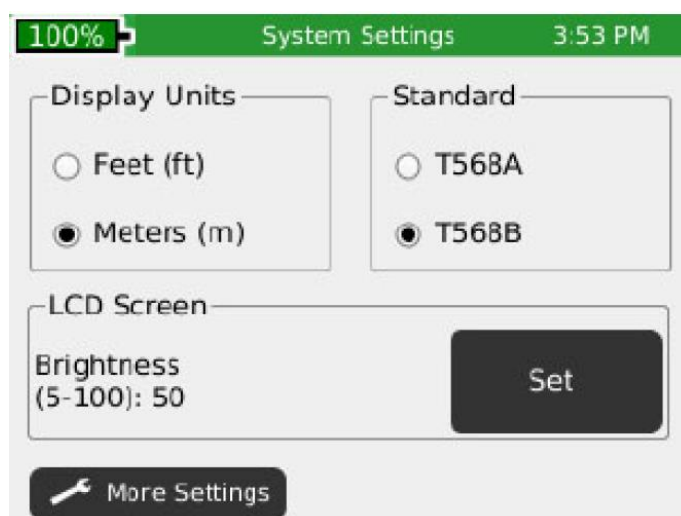 100% System Settings 3:53 PM
Display Units
Feet (ft)
Meters (m)
Standard
T568A
T568B
LCD Screen
Brightness
(5-100): 50
Set
More Settings